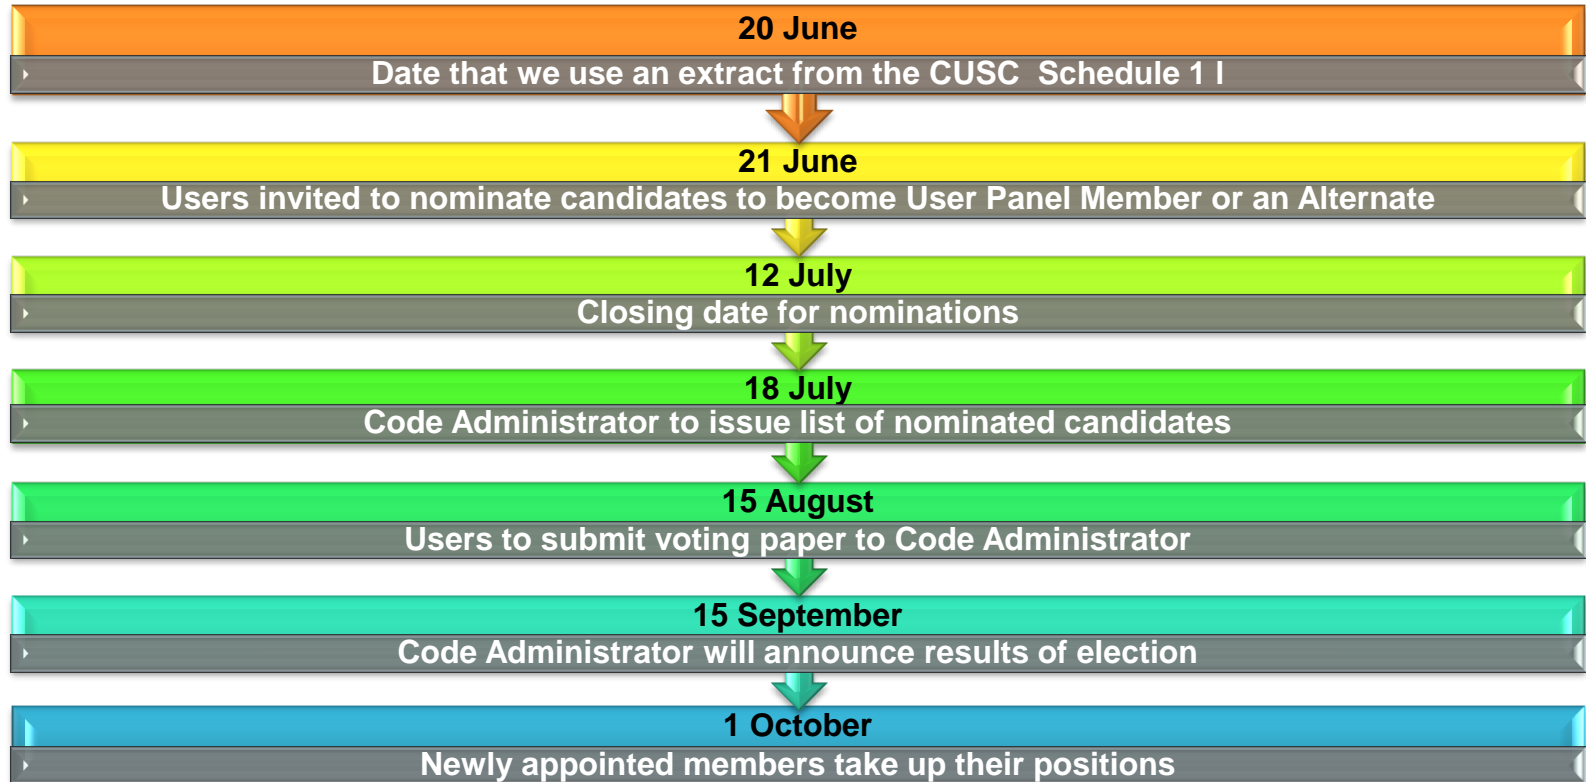 20 June
Date that we use an extract from the CUSC  Schedule 1 I
21 June
Users invited to nominate candidates to become User Panel Member or an Alternate
12 July
Closing date for nominations
18 July
Code Administrator to issue list of nominated candidates
15 August
Users to submit voting paper to Code Administrator
15 September
Code Administrator will announce results of election
1 October
Newly appointed members take up their positions